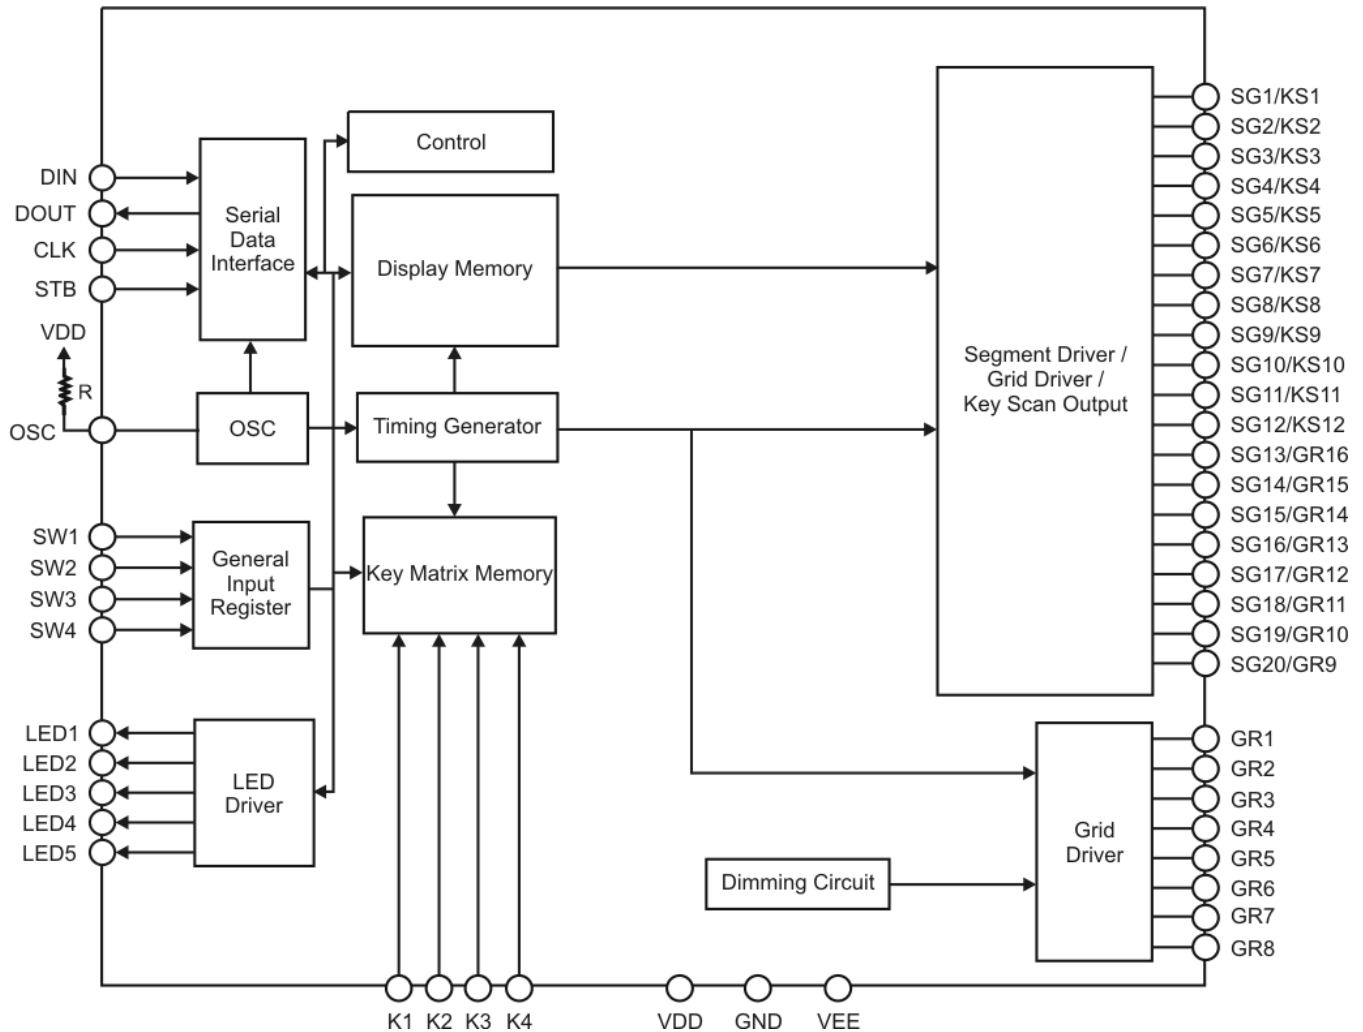 DIN
DOUT
CLK
STB
VDD
R
OSC
SW1
SW2
SW3
SW4
LED1
LED2
LED3
LED4
LED5
Serial
Data
Interface
OSC
General
Input
Register
LED
Driver
Control
Display Memory
Timing Generator
Key Matrix Memory
Segment Driver /
Grid Driver /
Key Scan Output
Dimming Circuit
Grid
Driver
SG1/KS1
SG2/KS2
SG3/KS3
SG4/KS4
SG5/KS5
SG6/KS6
SG7/KS7
SG8/KS8
SG9/KS9
SG10/KS10
SG11/KS11
SG12/KS12
SG13/GR16
SG14/GR15
SG15/GR14
SG16/GR13
SG17/GR12
SG18/GR11
SG19/GR10
SG20/GR9
GR1
GR2
GR3
GR4
GR5
GR6
GR7
GR8
K1 K2 K3 K4 VDD GND VEE